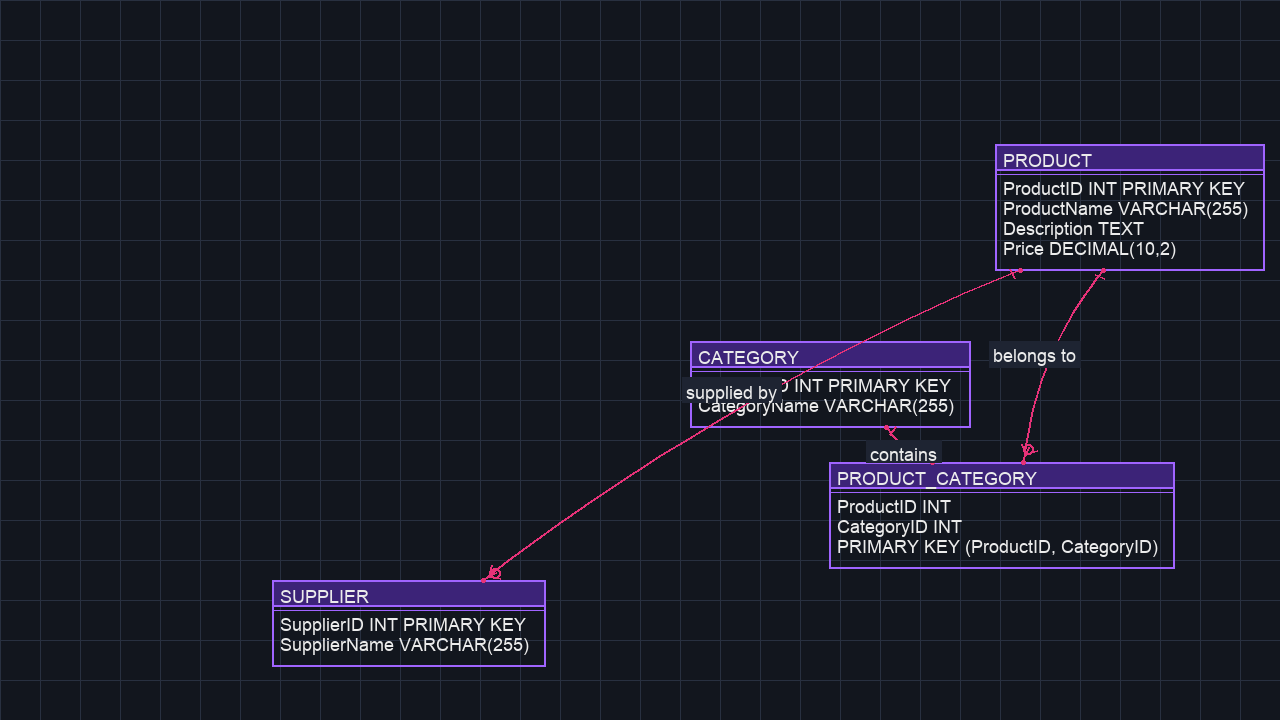 PRODUCT
ProductID INT PRIMARY KEY
ProductName VARCHAR(255)
Description TEXT
Price DECIMAL(10,2)
belongs to
CATEGORY
INT PRIMARY KEY
supplied by
CategoryName VARCHAR(255)
contains
PRODUCT_CATEGORY
ProductID INT
CategoryID INT
PRIMARY KEY (ProductID, CategoryID)
SUPPLIER
SupplierID INT PRIMARY KEY
SupplierName VARCHAR(255)